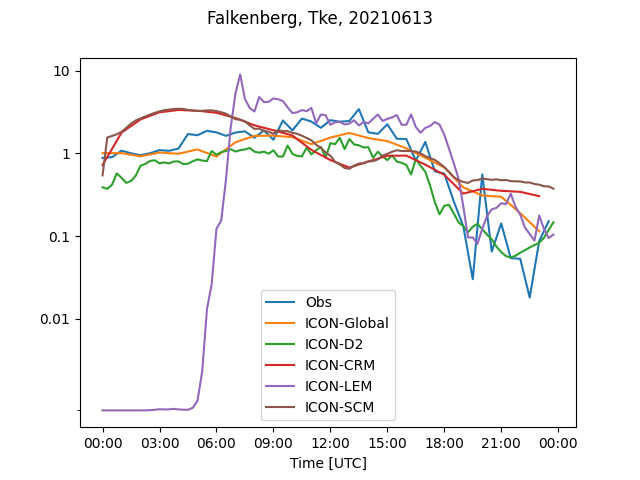 Falkenberg, Tke, 20210613
10
1
0.1
0.01
Obs
ICON-Global
ICON-D2
ICON-CRM
ICON-LEM
ICON-SCM
00:00 03:00 06:00 09:00 12:00 15:00 18:00 21:00 00:00
Time [UTC]